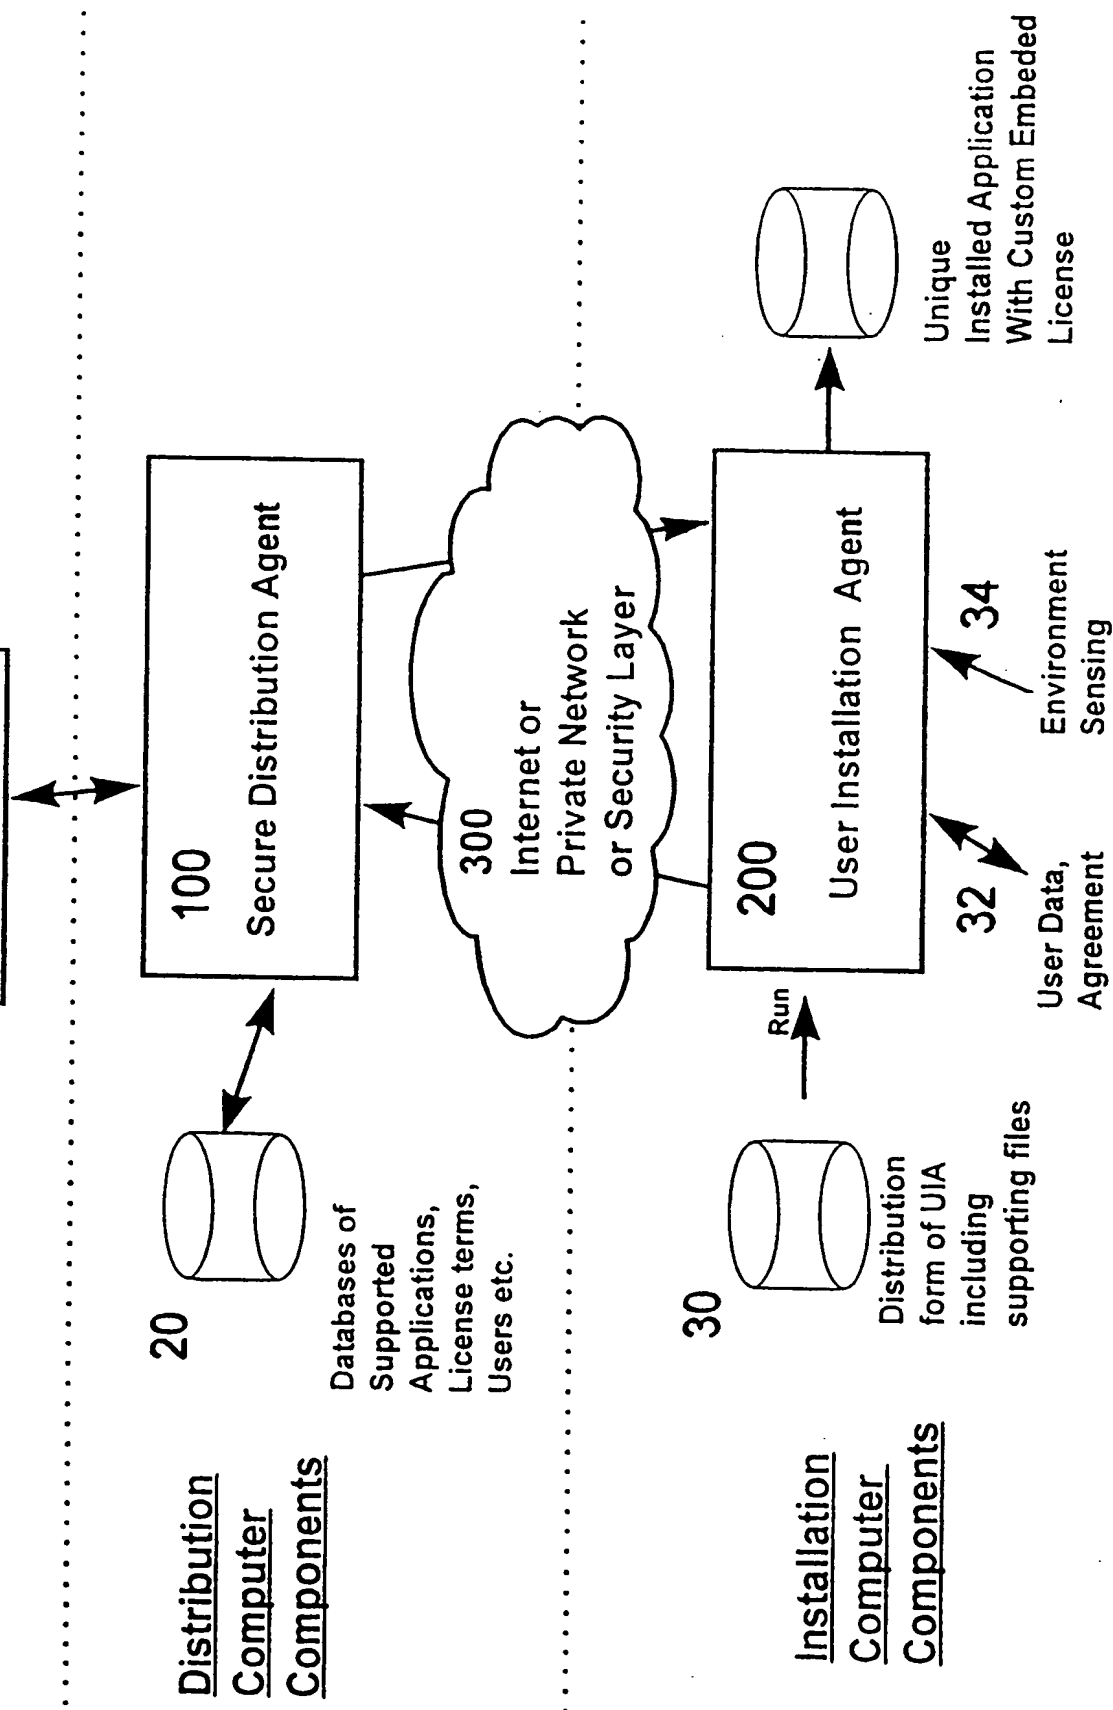 Distribution
Computer
Components
20
Databases of
Supported
Applications,
License terms,
Users etc.
100
Secure Distribution Agent
300
Internet or
Private Network
or Security Layer
Installation
Computer
Components
30
Distribution
form of UIA
including
supporting files
Run
200
User Installation Agent
32
User Data,
Agreement
34
Environment
Sensing
Unique
Installed Application
With Custom Embeded
License